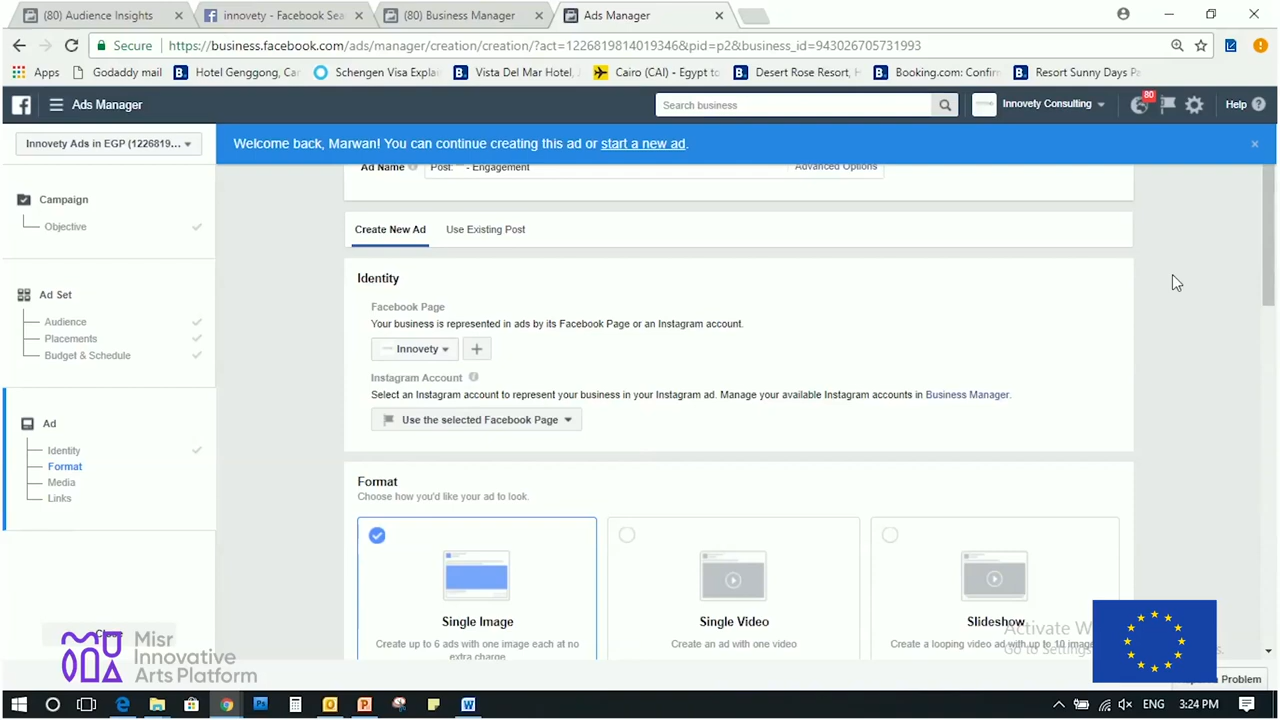 (80) Audience Insights
innovety - Facebook Sea
(80) Business Manager
Ads Manager
Secure
https://business.facebook.com/ads/manager/creation/creation/?act=1226819814019346&pid=p2&business_id=943026705731993
Apps
Godaddy mail
Hotel Genggong, Ca
Schengen Visa Explai
Vista Del Mar Hotel,
Cairo (CAI) - Egypt to
Desert Rose Resort, H
Booking.com: Confirm
Resort Sunny Days Pa
Ads Manager
Search business
Innovety Consulting
80
Help
Innovety Ads in EGP (1226819...
Welcome back, Marwan! You can continue creating this ad or start a new ad.
Ad Name
Post: "" - Engagement
Advanced Options
Campaign
Objective
Ad Set
Audience
Placements
Budget & Schedule
Ad
Identity
Format
Media
Links
Create New Ad
Use Existing Post
Identity
Facebook Page
Your business is represented in ads by its Facebook Page or an Instagram account.
Innovety
Instagram Account
Select an Instagram account to represent your business in your Instagram ad. Manage your available Instagram accounts in Business Manager.
Use the selected Facebook Page
Format
Choose how you'd like your ad to look.
Single Image
Create up to 6 ads with one image each at no
extra charge
Single Video
Create an ad with one video
Slideshow
Create a looping video ad with up to 10 image
Activate W
Go to Settings
Problem
Misr
Innovative
Arts Platform
ENG
3:24 PM